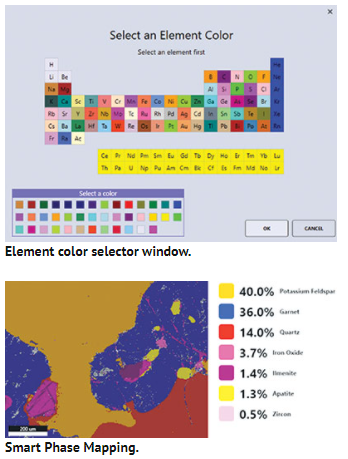 ×
Select an Element Color
Select an element first
H He
Li Be B C N O F
Na Mg Al Si P S Cl
K Ca Sc Ti V Cr Mn Fe Co Ni Cu Zn Ga Ge As Se Br Kr
Rb Sr Y Zr Nb Mo Tc Ru Rh Pd Ag Cd In Sn Sb Te I
Cs Ba La Hf Ta W Re Os Ir Pt Au Hg Tl Pb Bi Po At Rn
Fr Ra Ac
Ce Pr Nd Pm Sm Eu Gd Tb Dy Ho Er Tm Yb Lu
Th Pa U Np Pu Am Cm Bk Cf Es Fm Md No Lr
Select a color
OK CANCEL
Element color selector window.
40.0% Potassium Feldspar
36.0% Garnet
14.0% Quartz
3.7% Iron Oxide
1.4% Ilmenite
1.3% Apatite
0.5% Zircon
200 um
Smart Phase Mapping.